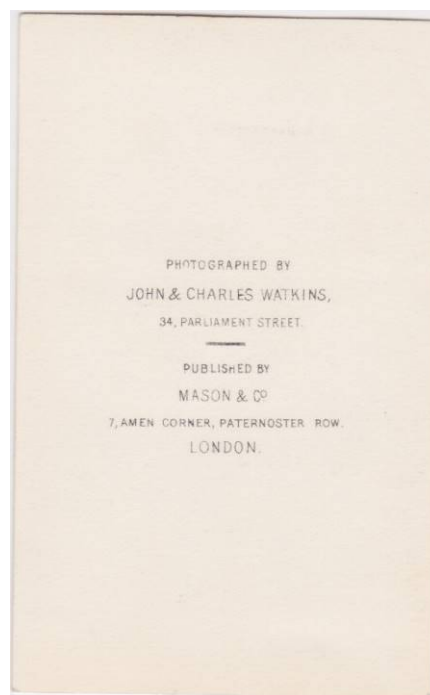 PHOTOGRAPHED BY
JOHN & CHARLES WATKINS,
34, PARLIAMENT STREET.
PUBLISHED BY
MASON & Cº
7, AMEN CORNER, PATERNOSTER ROW.
LONDON.